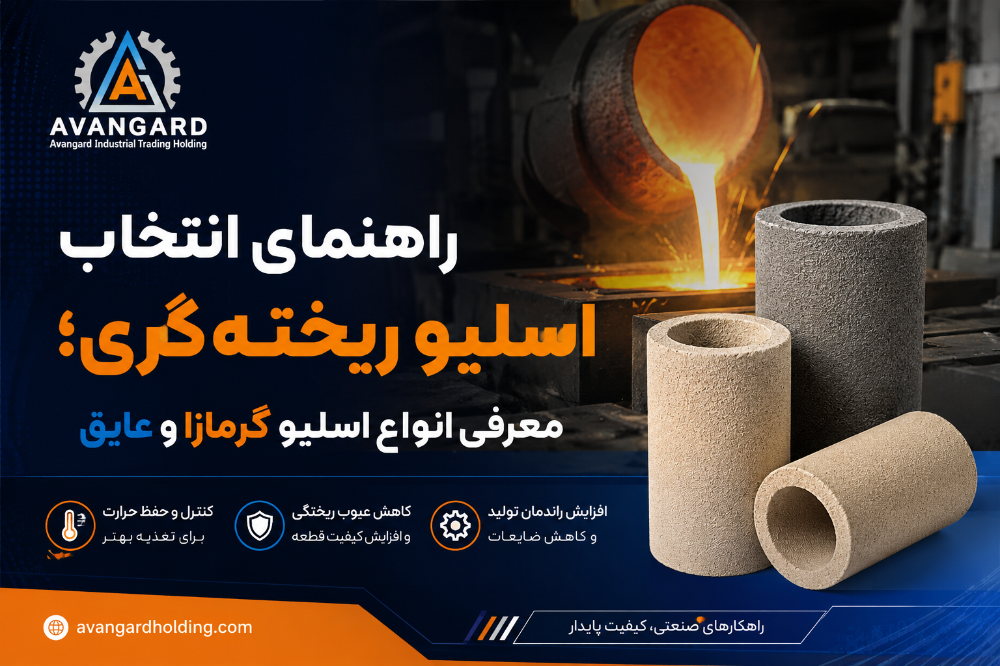 AVANGARD
Avangard Industrial Trading Holding
راهنمای انتخاب
اسلیو ریخته‌گری؛
معرفی انواع اسلیو گرمازا و عایق
افزایش راندمان تولید
و کاهش ضایعات
کاهش عیوب ریختگی
و افزایش کیفیت قطعه
کنترل و حفظ حرارت
برای تغذیه بهتر
راهکارهای صنعتی، کیفیت پایدار
avangardholding.com